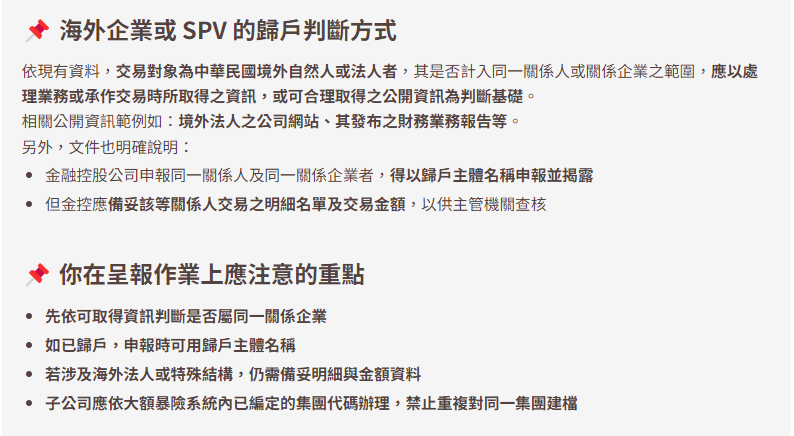 海外企業或 SPV 的歸戶判斷方式
依現有資料，交易對象為中華民國境外自然人或法人者，其是否計入同一關係人或關係企業之範圍，應以處
理業務或承作交易時所取得之資訊，或可合理取得之公開資訊為判斷基礎。
相關公開資訊範例如：境外法人之公司網站、其發布之財務業務報告等。
另外，文件也明確說明：
• 金融控股公司申報同一關係人及同一關係企業者，得以歸戶主體名稱申報並揭露
• 但金控應備妥該等關係人交易之明細名單及交易金額，以供主管機關查核
你在呈報作業上應注意的重點
• 先依可取得資訊判斷是否屬同一關係企業
• 如已歸戶，申報時可用歸戶主體名稱
• 若涉及海外法人或特殊結構，仍需備妥明細與金額資料
• 子公司應依大額暴險系統內已編定的集團代碼辦理，禁止重複對同一集團建檔